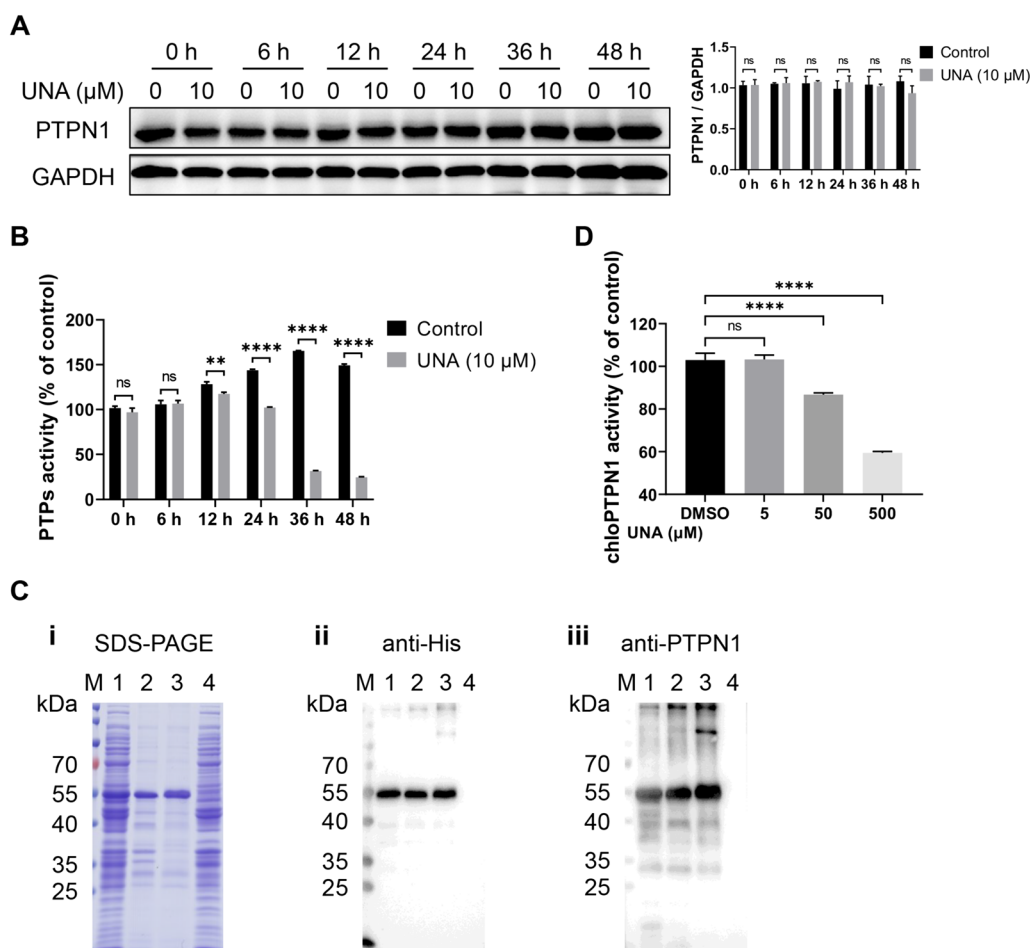 A
0 h 6 h 12 h 24 h 36 h 48 h
UNA (μM) 0 10 0 10 0 10 0 10 0 10 0 10
PTPN1
GAPDH
PTPN1 / GAPDH
1.5
1.0
0.5
0.0
ns ns ns ns ns ns
0 h 6 h 12 h 24 h 36 h 48 h
Control
UNA (10 μM)
B
PTPs activity (% of control)
200
150
100
50
0
ns ns ** **** **** ****
0 h 6 h 12 h 24 h 36 h 48 h
Control
UNA (10 μM)
D
chloPTPN1 activity (% of control)
120
100
80
60
40
****
****
ns
DMSO 5 50 500
UNA (μM)
C
i SDS-PAGE
M 1 2 3 4
kDa
70
55
40
35
25
ii anti-His
M 1 2 3 4
kDa
70
55
40
35
25
iii anti-PTPN1
M 1 2 3 4
kDa
70
55
40
35
25